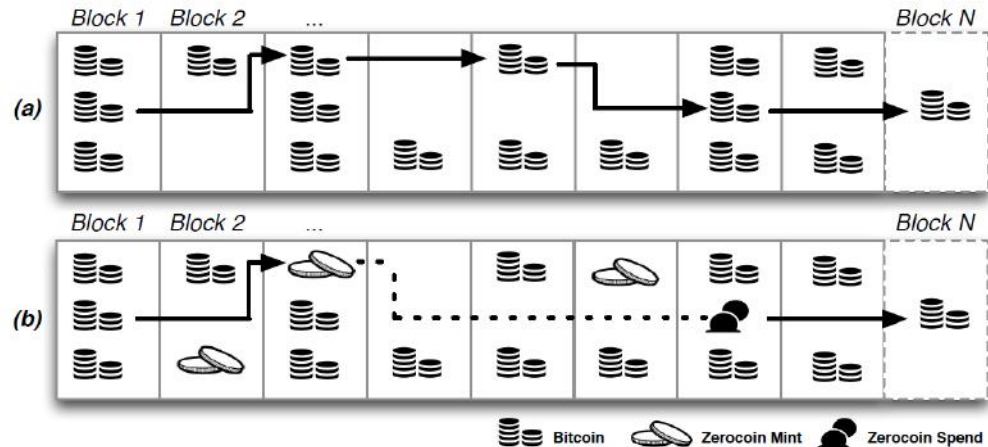 Block 1 Block 2 ... Block N
(a)
Block 1 Block 2 ... Block N
(b)
Bitcoin Zerocoin Mint Zerocoin Spend